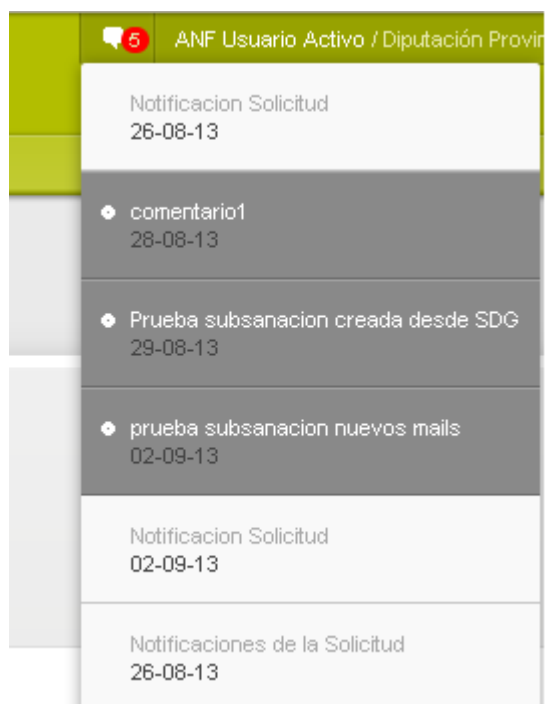 5 ANF Usuario Activo / Diputación
Notificacion Solicitud
26-08-13
comentario1
28-08-13
Prueba subsanacion creada desde SDG
29-08-13
prueba subsanacion nuevos mails
02-09-13
Notificacion Solicitud
02-09-13
Notificaciones de la Solicitud
26-08-13